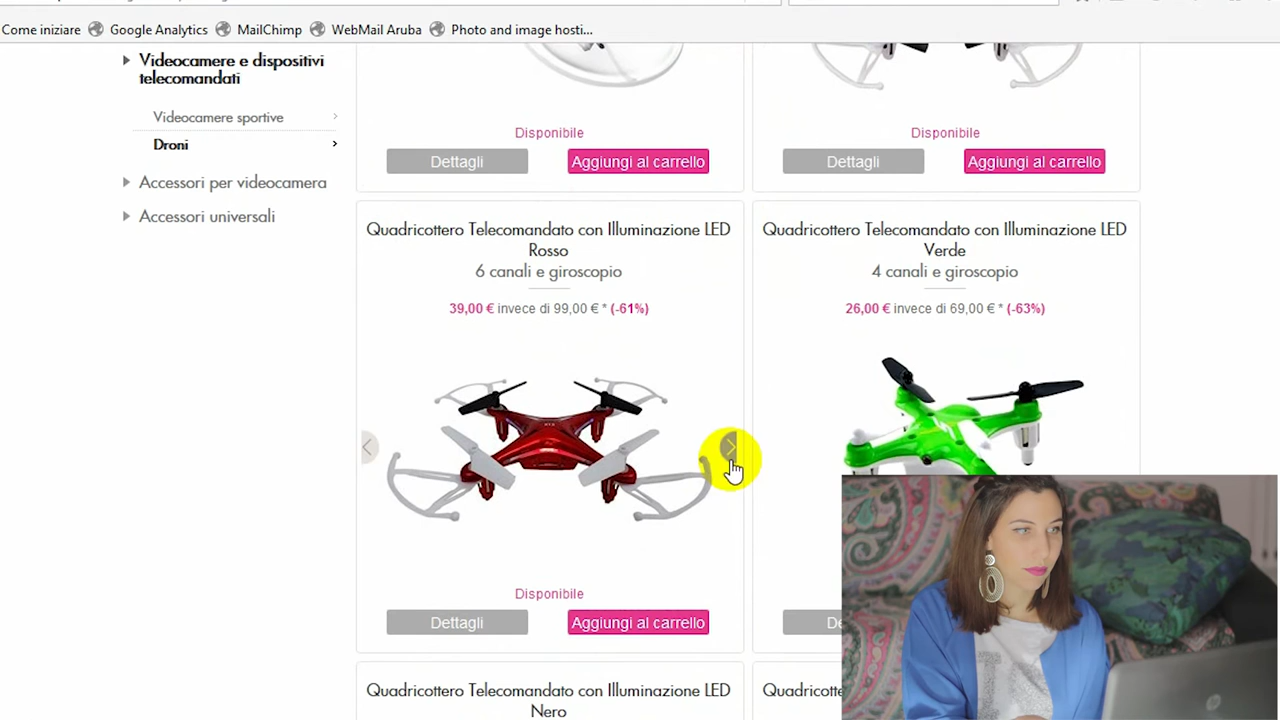 Come iniziare Google Analytics MailChimp WebMail Aruba Photo and image hosti...
Videocamere e dispositivi
telecomandati
Videocamere sportive
Droni
Accessori per videocamera
Accessori universali
Disponibile
Dettagli Aggiungi al carrello
Disponibile
Dettagli Aggiungi al carrello
Quadricottero Telecomandato con Illuminazione LED
Rosso
6 canali e giroscopio
39,00 € invece di 99,00 € * (-61%)
Disponibile
Dettagli Aggiungi al carrello
Quadricottero Telecomandato con Illuminazione LED
Verde
4 canali e giroscopio
26,00 € invece di 69,00 € * (-63%)
Quadricottero Telecomandato con Illuminazione LED
Nero